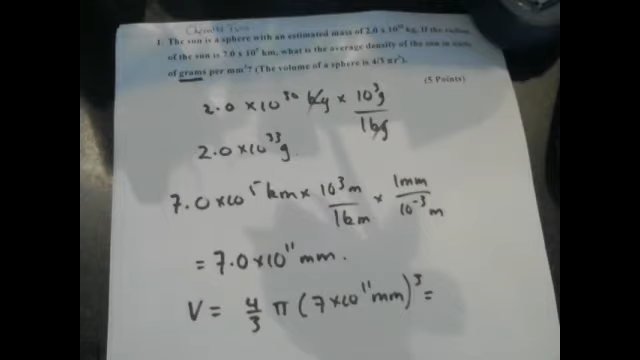 1. The sun is a sphere with an estimated mass of 2.0 x 10³⁰ kg. If the radius
of the sun is 7.0 x 10⁵ km, what is the average density of the sun in units
of grams per mm³? (The volume of a sphere is 4/3 πr³).
(5 Points)
2.0 × 10³⁰ kg × 10³g / 1kg
2.0 × 10³³ g
7.0 × 10⁵ km × 10³ m / 1km × 1mm / 10⁻³ m
= 7.0 × 10¹¹ mm.
V = 4/3 π (7 × 10¹¹ mm)³ =